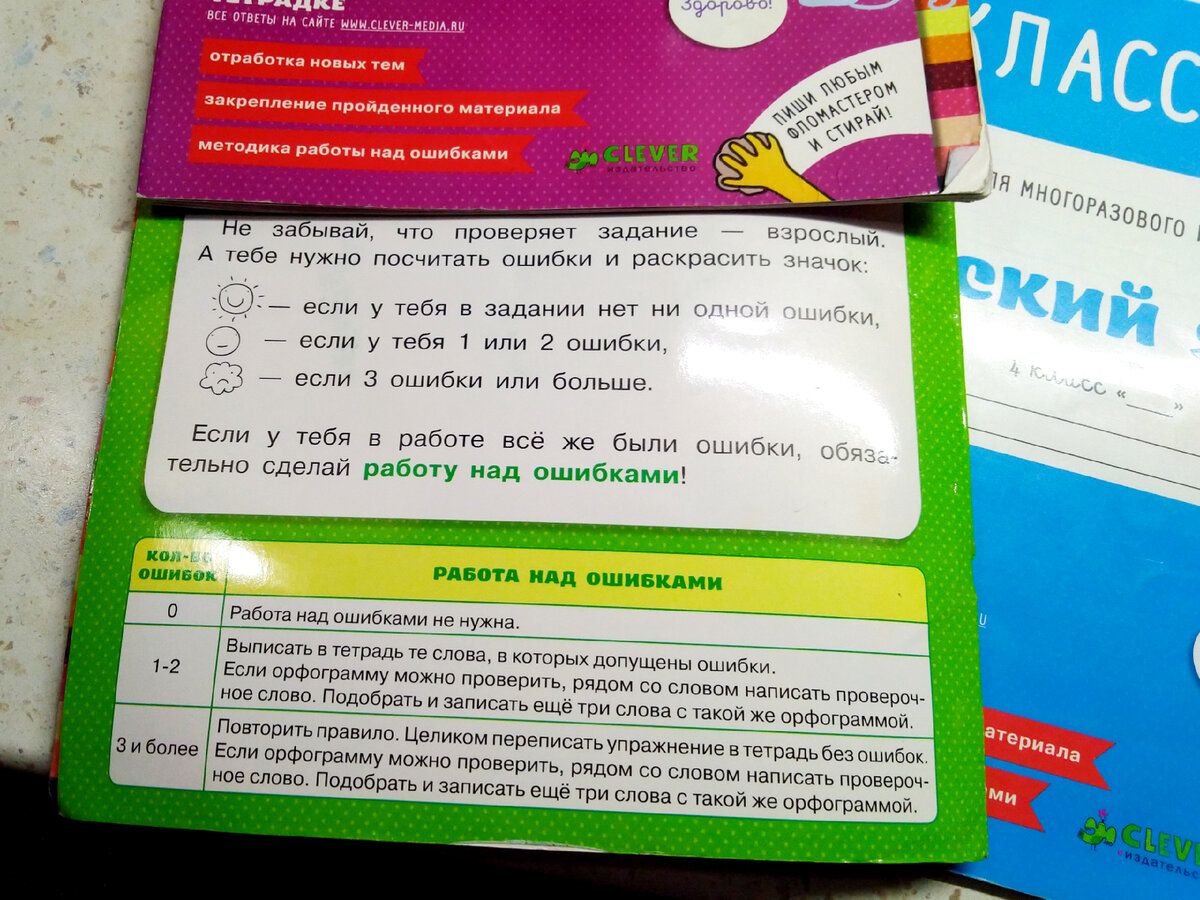 ТЕТРАДКЕ
ВСЕ ОТВЕТЫ НА САЙТЕ WWW.CLEVER-MEDIA.RU
отработка новых тем
закрепление пройденного материала
методика работы над ошибками
Здорово!
ПИШИ ЛЮБЫМ
ФЛОМАСТЕРОМ
И СТИРАЙ!
CLEVER
издательство
Не забывай, что проверяет задание — взрослый.
А тебе нужно посчитать ошибки и раскрасить значок:
— если у тебя в задании нет ни одной ошибки,
— если у тебя 1 или 2 ошибки,
— если 3 ошибки или больше.
Если у тебя в работе всё же были ошибки, обяза-
тельно сделай работу над ошибками!
КОЛ-ВО
ОШИБОК
РАБОТА НАД ОШИБКАМИ
0
Работа над ошибками не нужна.
1-2
Выписать в тетрадь те слова, в которых допущены ошибки.
Если орфограмму можно проверить, рядом со словом написать провероч-
ное слово. Подобрать и записать ещё три слова с такой же орфограммой.
3 и более
Повторить правило. Целиком переписать упражнение в тетрадь без ошибок.
Если орфограмму можно проверить, рядом со словом написать провероч-
ное слово. Подобрать и записать ещё три слова с такой же орфограммой.
КЛАСС
ЛЯ МНОГОРАЗОВОГО
ский
4 класс «___»
атериала
ами
CLEVER
издательс